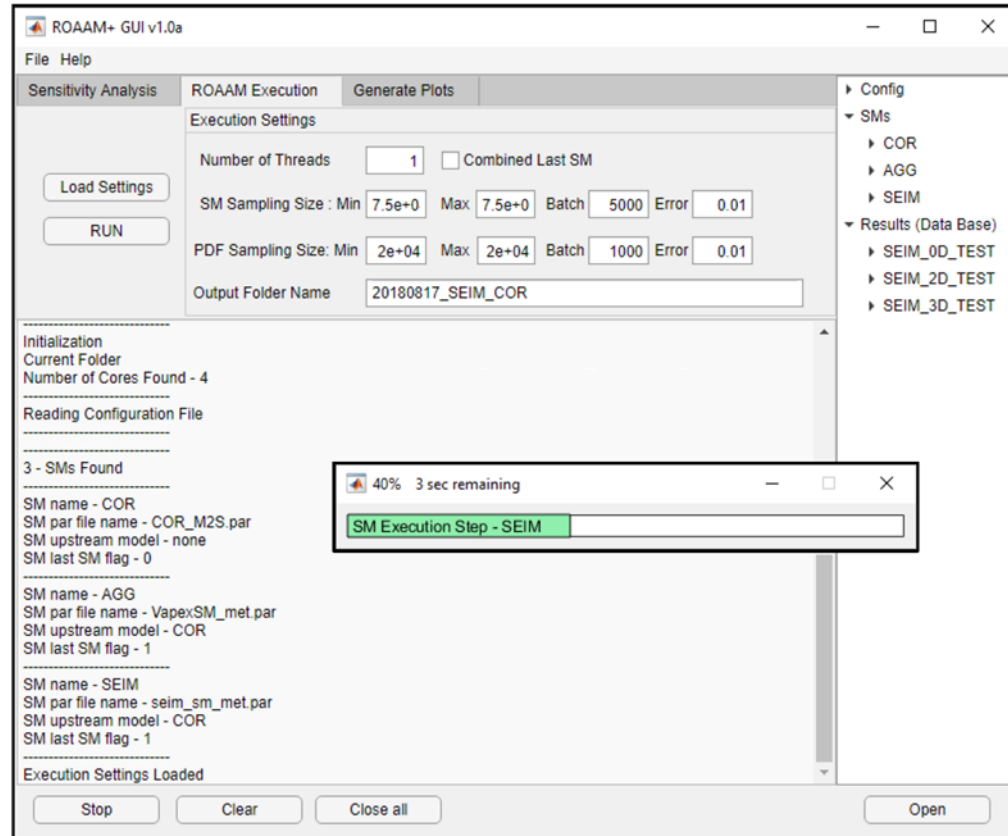 ROAAM+ GUI v1.0a
File Help
Sensitivity Analysis ROAAM Execution Generate Plots
Execution Settings
Number of Threads 1 Combined Last SM
Load Settings
RUN
SM Sampling Size : Min 7.5e+0 Max 7.5e+0 Batch 5000 Error 0.01
PDF Sampling Size: Min 2e+04 Max 2e+04 Batch 1000 Error 0.01
Output Folder Name 20180817_SEIM_COR
Config
SMs
COR
AGG
SEIM
Results (Data Base)
SEIM_0D_TEST
SEIM_2D_TEST
SEIM_3D_TEST
-----------------------------
Initialization
Current Folder
Number of Cores Found - 4
-----------------------------
Reading Configuration File
-----------------------------
-----------------------------
3 - SMs Found
-----------------------------
SM name - COR
SM par file name - COR_M2S.par
SM upstream model - none
SM last SM flag - 0
-----------------------------
SM name - AGG
SM par file name - VapexSM_met.par
SM upstream model - COR
SM last SM flag - 1
-----------------------------
SM name - SEIM
SM par file name - seim_sm_met.par
SM upstream model - COR
SM last SM flag - 1
-----------------------------
Execution Settings Loaded
40% 3 sec remaining
SM Execution Step - SEIM
Stop Clear Close all Open